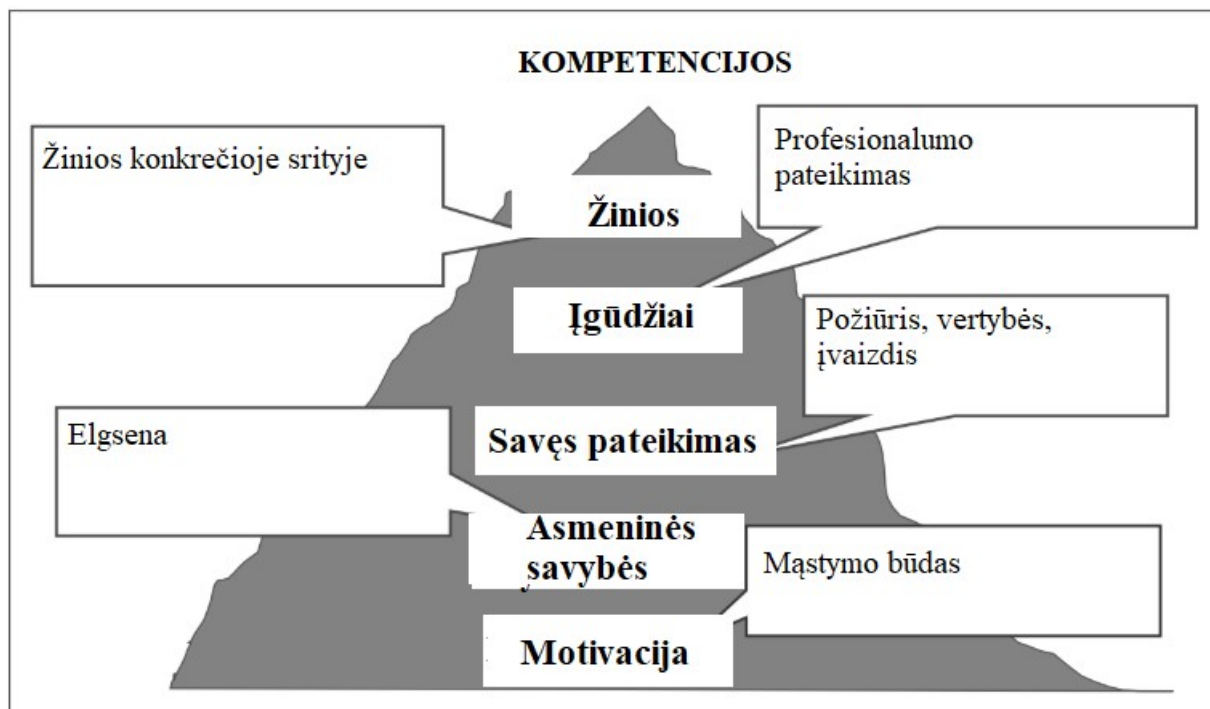 KOMPETENCIJOS
Žinios konkrečioje srityje
Profesionalumo
pateikimas
Žinios
Įgūdžiai
Požiūris, vertybės,
įvaizdis
Elgsena
Savęs pateikimas
Asmeninės
savybės
Mąstymo būdas
Motivacija